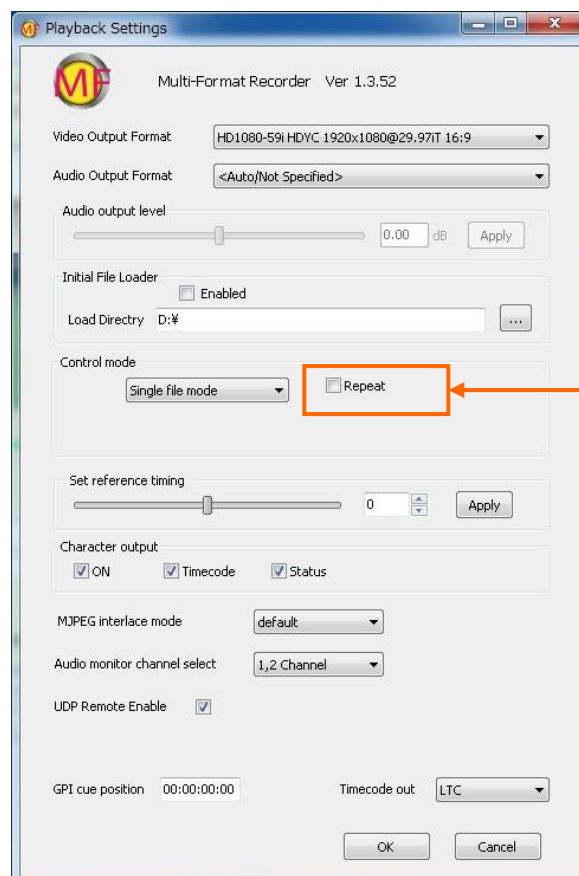 Playback Settings
MF
Multi-Format Recorder Ver 1.3.52
Video Output Format HD1080-59i HDYC 1920x1080@29.97iT 16:9
Audio Output Format <Auto/Not Specified>
Audio output level
0.00 dB Apply
Initial File Loader
Enabled
Load Directry D:¥ ...
Control mode
Single file mode Repeat
Set reference timing
0 Apply
Character output
ON Timecode Status
MJPEG interlace mode default
Audio monitor channel select 1,2 Channel
UDP Remote Enable
GPI cue position 00:00:00:00 Timecode out LTC
OK Cancel